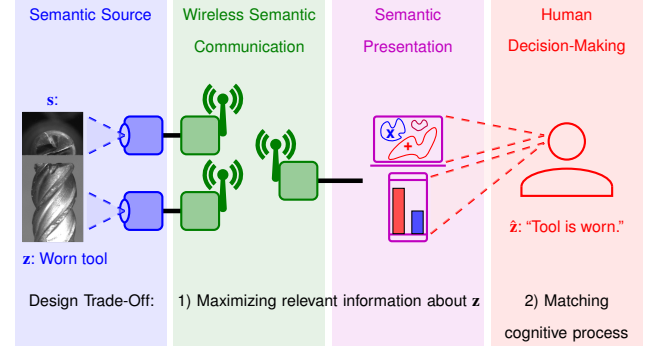 Semantic Source
Wireless Semantic
Communication
Semantic
Presentation
Human
Decision-Making
s:
x
+
z: Worn tool
ẑ: “Tool is worn.”
Design Trade-Off:
1) Maximizing relevant information about z
2) Matching
cognitive process